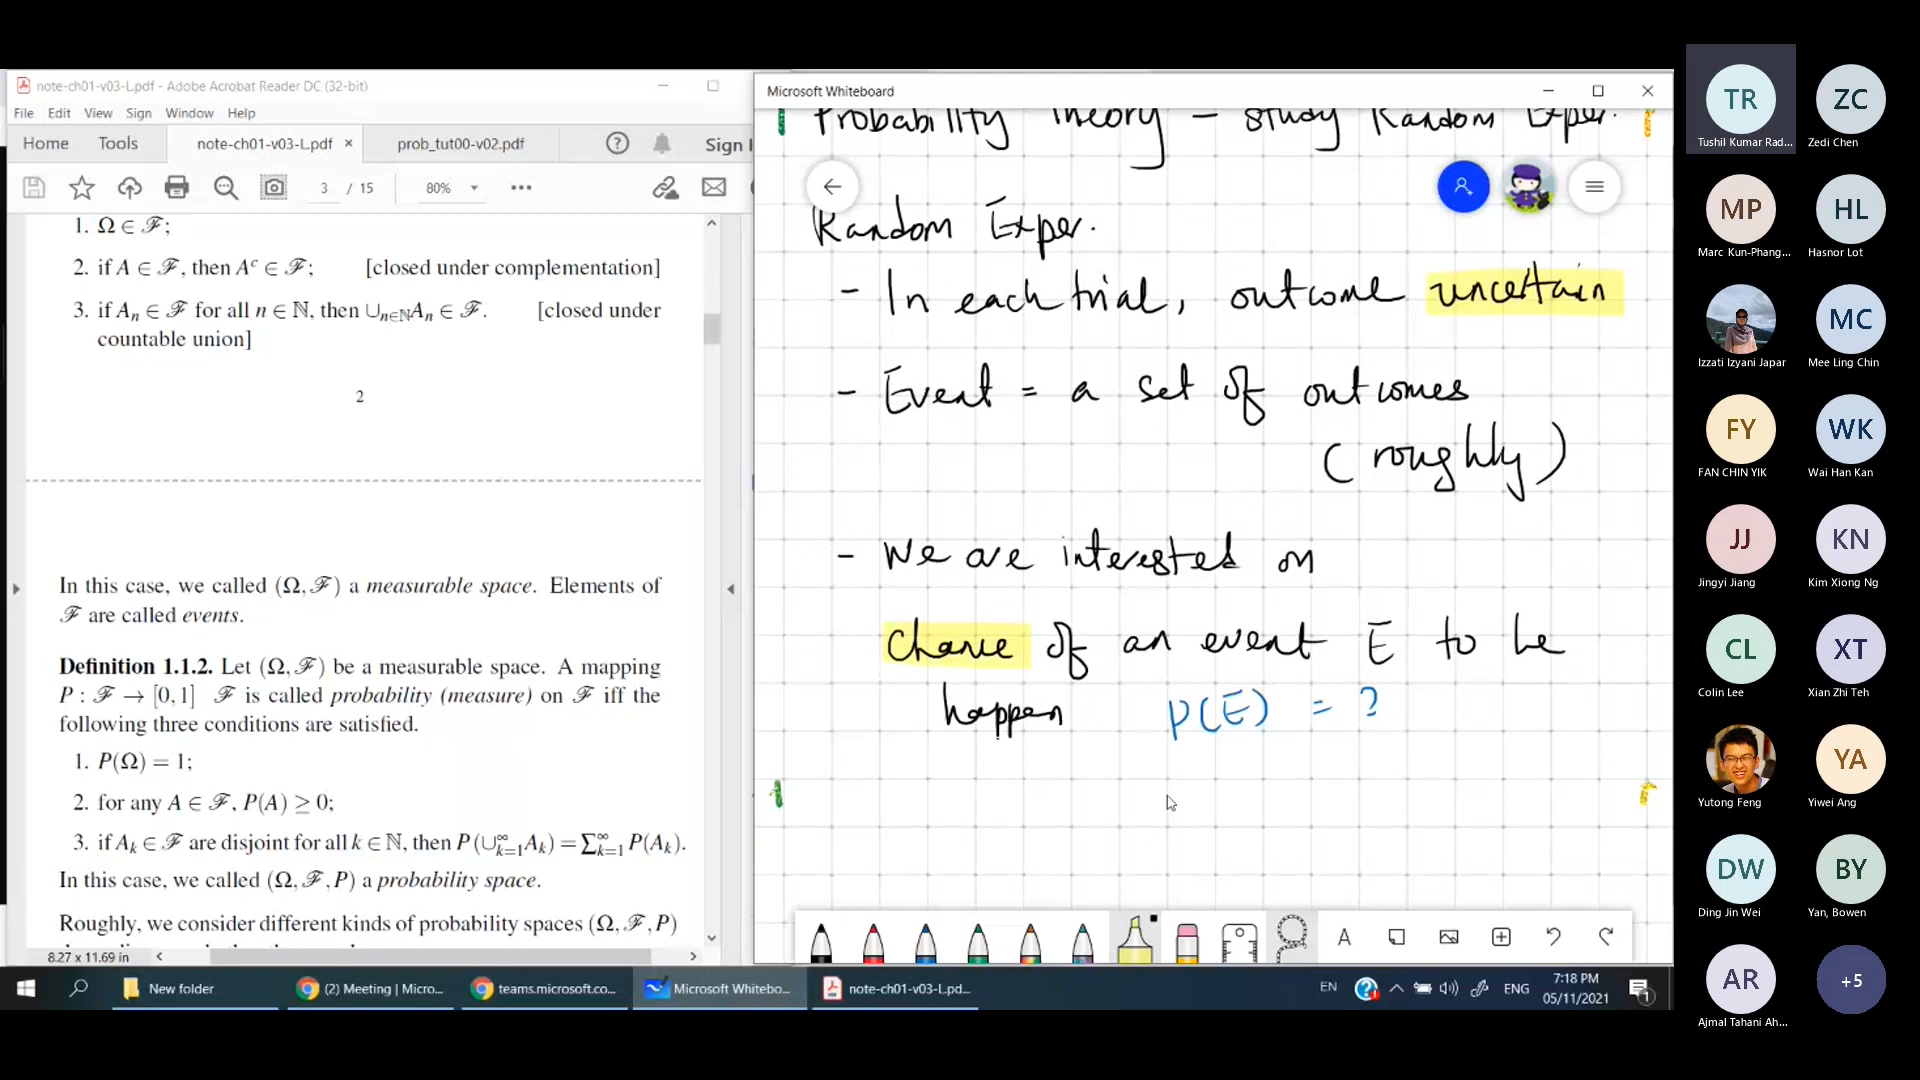 note-ch01-v03-L.pdf - Adobe Acrobat Reader DC (32-bit)
File Edit View Sign Window Help
Home Tools note-ch01-v03-L.pdf × prob_tut00-v02.pdf Sign I
3 / 15 80%
1. Ω ∈ ℱ;
2. if A ∈ ℱ, then Aᶜ ∈ ℱ; [closed under complementation]
3. if Aₙ ∈ ℱ for all n ∈ ℕ, then ∪ₙ∈ℕAₙ ∈ ℱ. [closed under
countable union]
2
In this case, we called (Ω, ℱ) a measurable space. Elements of
ℱ are called events.
Definition 1.1.2. Let (Ω, ℱ) be a measurable space. A mapping
P : ℱ → [0,1] ℱ is called probability (measure) on ℱ iff the
following three conditions are satisfied.
1. P(Ω) = 1;
2. for any A ∈ ℱ, P(A) ≥ 0;
3. if Aₖ ∈ ℱ are disjoint for all k ∈ ℕ, then P(∪ₖ₌₁^∞ Aₖ) = ∑ₖ₌₁^∞ P(Aₖ).
In this case, we called (Ω, ℱ, P) a probability space.
Roughly, we consider different kinds of probability spaces (Ω, ℱ, P)
8.27 x 11.69 in
Microsoft Whiteboard
Probability Theory - study Random Exper.
Random Exper.
- In each trial, outcome uncertain
- Event = a set of outcomes
(roughly)
- We are interested on
chance of an event E to be
happen P(E) = ?
A
TR
Tushil Kumar Rad...
ZC
Zedi Chen
MP
Marc Kun-Phang...
HL
Hasnor Lot
Izzati Izyani Japar
MC
Mee Ling Chin
FY
FAN CHIN YIK
WK
Wai Han Kan
JJ
Jingyi Jiang
KN
Kim Xiong Ng
CL
Colin Lee
XT
Xian Zhi Teh
Yutong Feng
YA
Yiwei Ang
DW
Ding Jin Wei
BY
Yan, Bowen
AR
Ajmal Tahani Ah...
+5
New folder
(2) Meeting | Micro...
teams.microsoft.co...
Microsoft Whitebo...
note-ch01-v03-L.pd...
EN
ENG
7:18 PM
05/11/2021
1